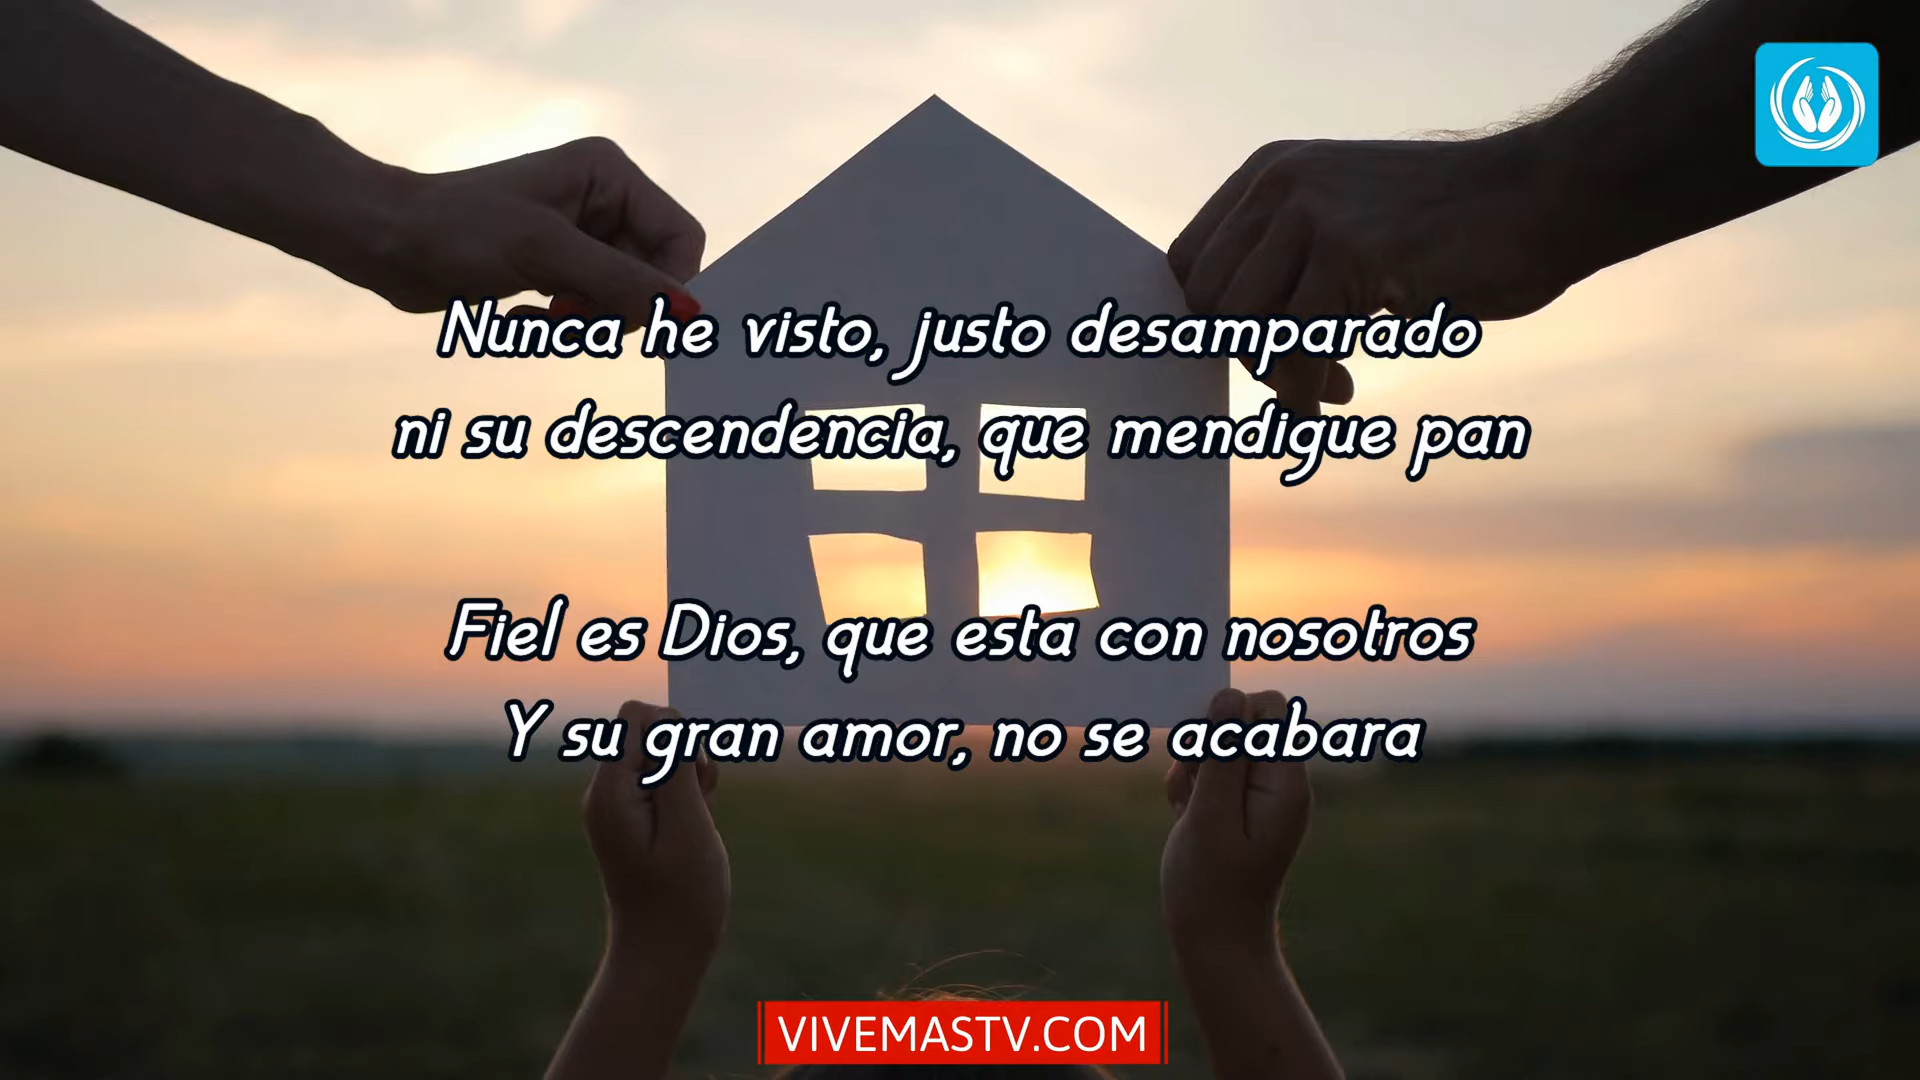 Nunca he visto, justo desamparado
ni su descendencia, que mendigue pan
Fiel es Dios, que esta con nosotros
Y su gran amor, no se acabara
VIVEMASTV.COM